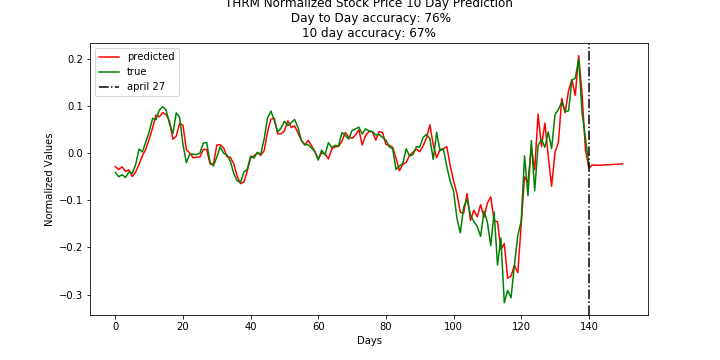 THRM Normalized Stock Price 10 Day Prediction
Day to Day accuracy: 76%
10 day accuracy: 67%
predicted
true
april 27
Normalized Values
0.2
0.1
0.0
−0.1
−0.2
−0.3
0 20 40 60 80 100 120 140
Days